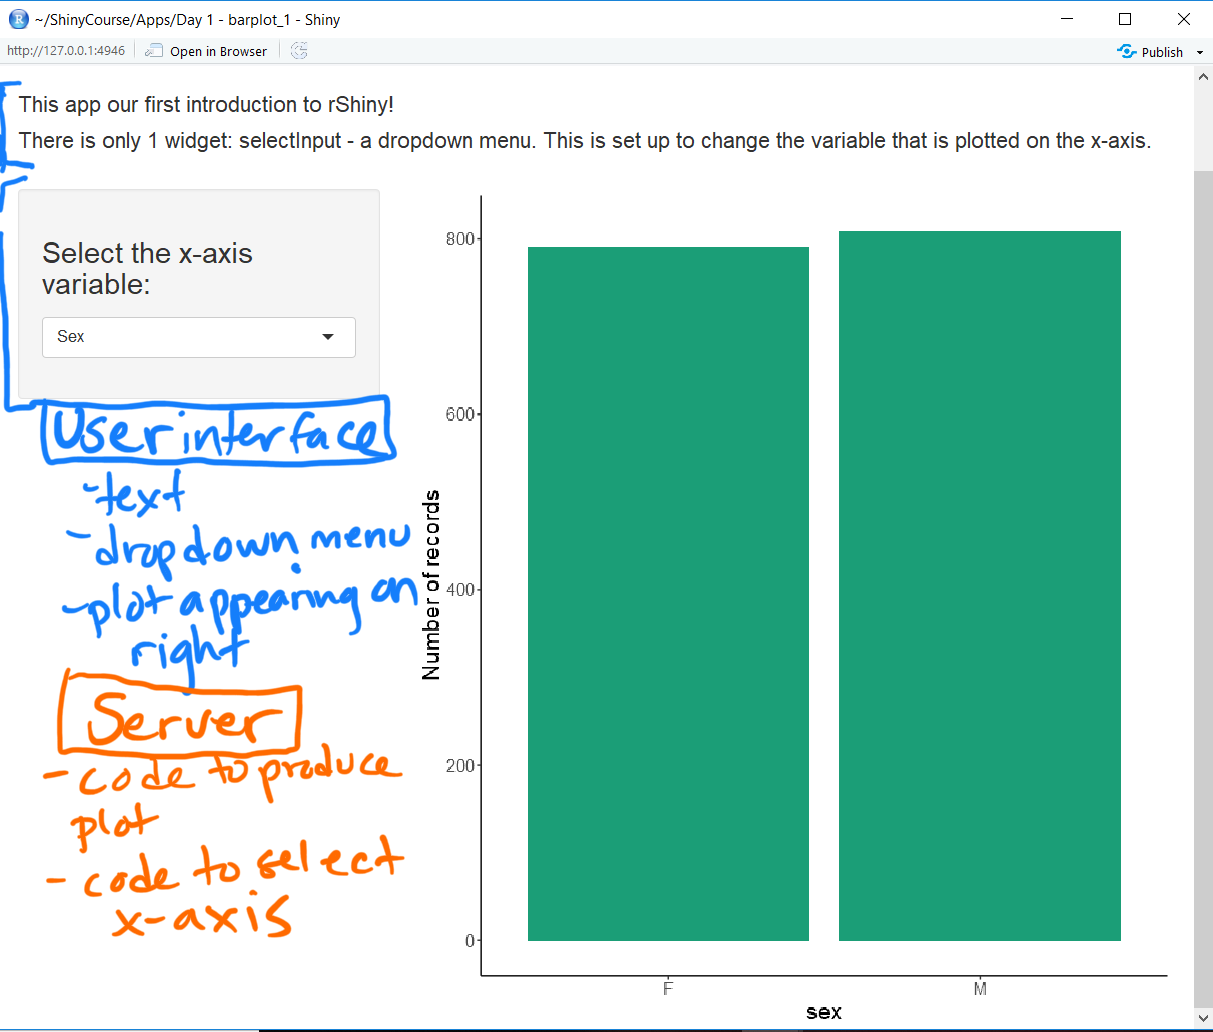 ~/ShinyCourse/Apps/Day 1 - barplot_1 - Shiny
http://127.0.0.1:4946 Open in Browser Publish
This app our first introduction to rShiny!
There is only 1 widget: selectInput - a dropdown menu. This is set up to change the variable that is plotted on the x-axis.
Select the x-axis
variable:
Sex
User interface
-text
-dropdown menu
-plot appearing on
right
Server
-code to produce
plot
-code to select
x-axis
Number of records
800
600
400
200
0
F M
sex